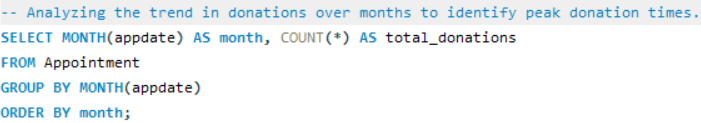 -- Analyzing the trend in donations over months to identify peak donation times.
SELECT MONTH(appdate) AS month, COUNT(*) AS total_donations
FROM Appointment
GROUP BY MONTH(appdate)
ORDER BY month;